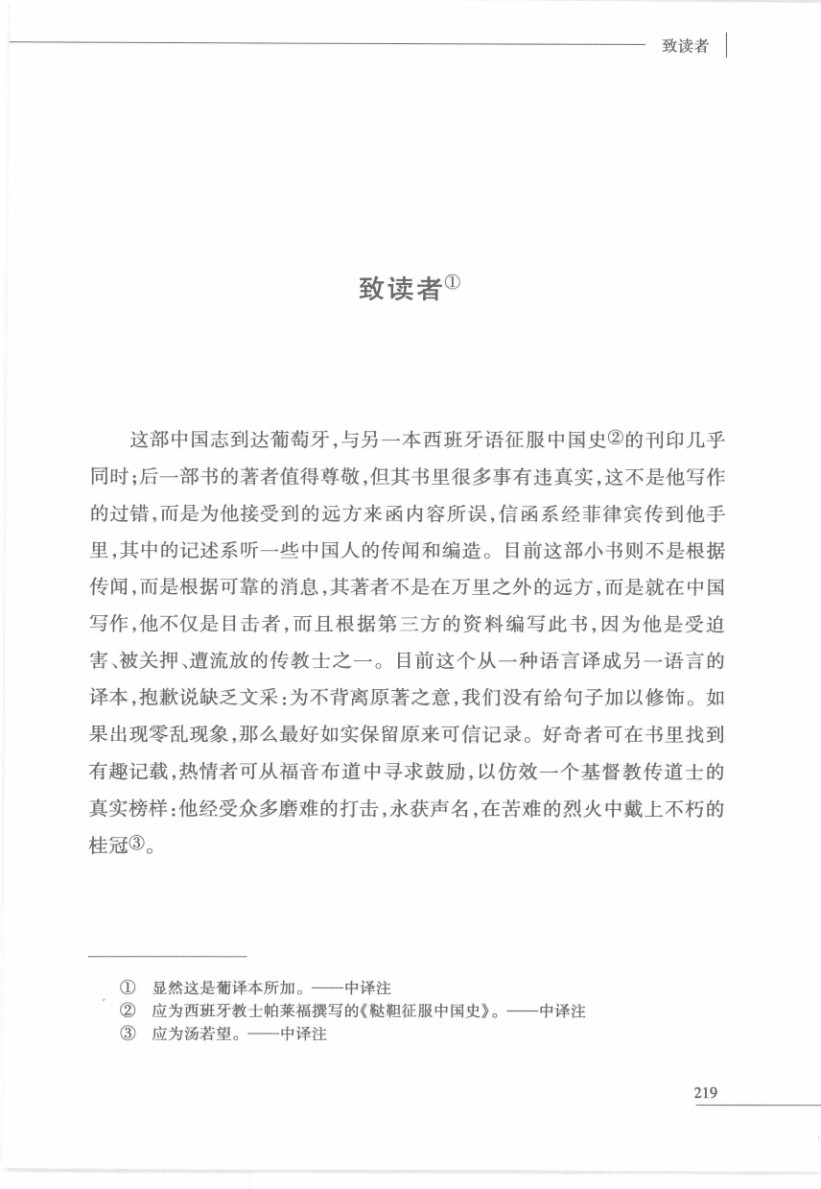 致读者
致读者①
这部中国志到达葡萄牙,与另一本西班牙语征服中国史②的刊印几乎
同时;后一部书的著者值得尊敬,但其书里很多事有违真实,这不是他写作
的过错,而是为他接受到的远方来函内容所误,信函系经菲律宾传到他手
里,其中的记述系听一些中国人的传闻和编造。目前这部小书则不是根据
传闻,而是根据可靠的消息,其著者不是在万里之外的远方,而是就在中国
写作,他不仅是目击者,而且根据第三方的资料编写此书,因为他是受迫
害、被关押、遭流放的传教士之一。目前这个从一种语言译成另一语言的
译本,抱歉说缺乏文采:为不背离原著之意,我们没有给句子加以修饰。如
果出现零乱现象,那么最好如实保留原来可信记录。好奇者可在书里找到
有趣记载,热情者可从福音布道中寻求鼓励,以仿效一个基督教传道士的
真实榜样:他经受众多磨难的打击,永获声名,在苦难的烈火中戴上不朽的
桂冠③。
① 显然这是葡译本所加。——中译注
② 应为西班牙教士帕莱福撰写的《鞑靼征服中国史》。——中译注
③ 应为汤若望。——中译注
219